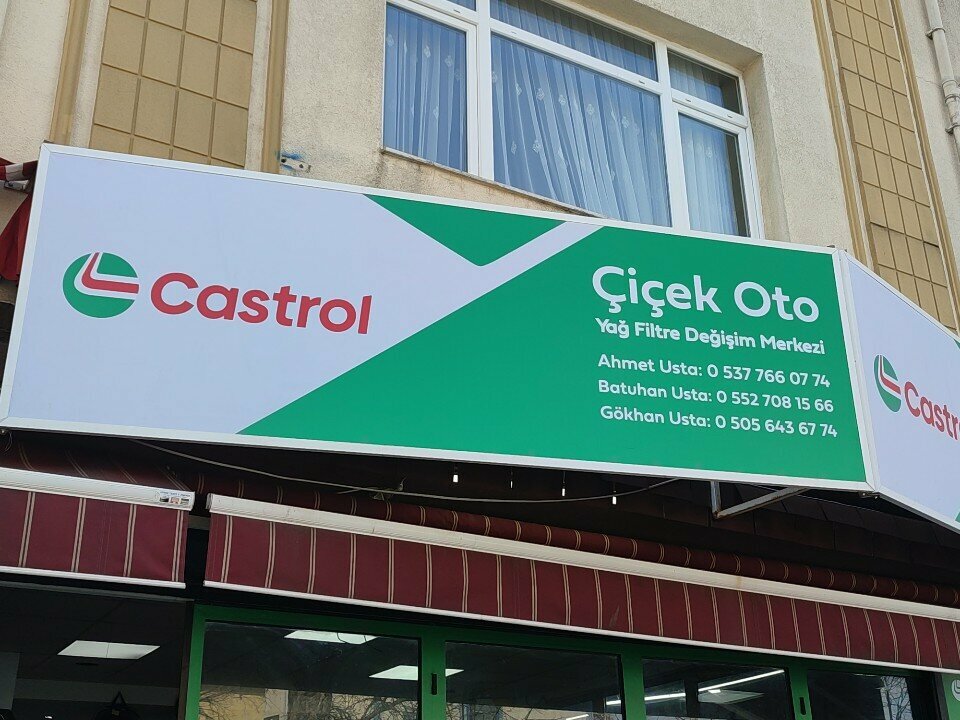 Castrol
Çiçek Oto
Yağ Filtre Değişim Merkezi
Ahmet Usta: 0 537 766 07 74
Batuhan Usta: 0 552 708 15 66
Gökhan Usta: 0 505 643 67 74
Castr